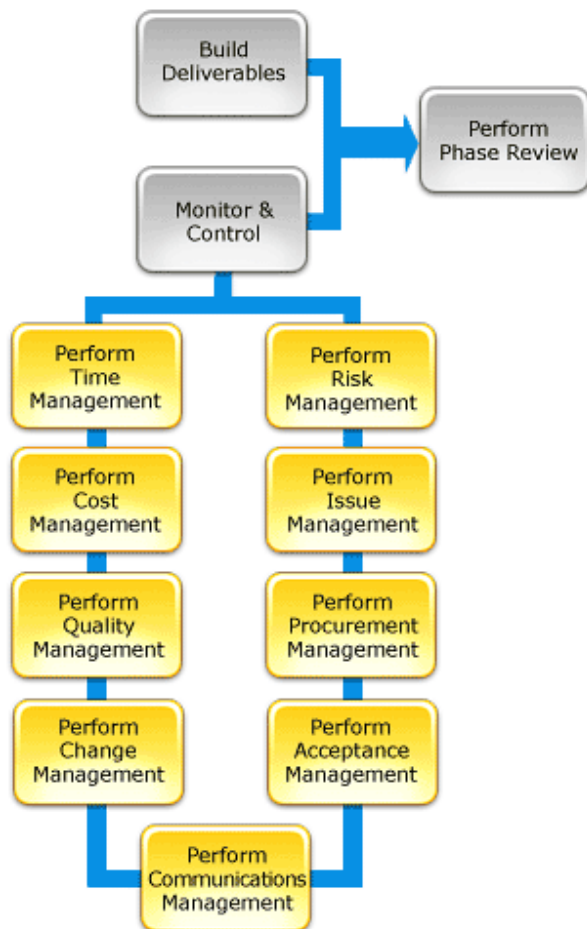 Build
Deliverables
Perform
Phase Review
Monitor &
Control
Perform
Time
Management
Perform
Risk
Management
Perform
Cost
Management
Perform
Issue
Management
Perform
Quality
Management
Perform
Procurement
Management
Perform
Change
Management
Perform
Acceptance
Management
Perform
Communications
Management